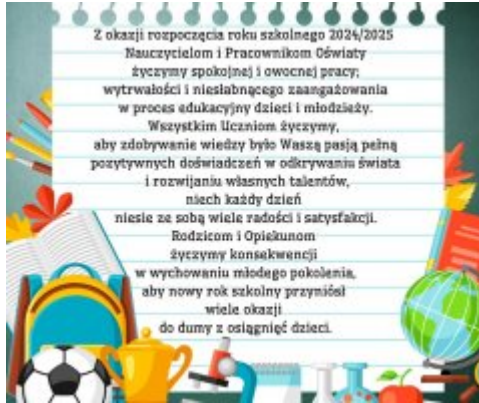 Z okazji rozpoczęcia roku szkolnego 2024/2025
Nauczycielom i Pracownikom Oświaty
życzymy spokojnej i owocnej pracy;
wytrwałości i niesłabnącego zaangażowania
w proces edukacyjny dzieci i młodzieży.
Wszystkim Uczniom życzymy,
aby zdobywanie wiedzy było Waszą pasją pełną
pozytywnych doświadczeń w odkrywaniu świata
i rozwijaniu własnych talentów,
niech każdy dzień
niesie ze sobą wiele radości i satysfakcji.
Rodzicom i Opiekunom
życzymy konsekwencji
w wychowaniu młodego pokolenia,
aby nowy rok szkolny przyniósł
wiele okazji
do dumy z osiągnięć dzieci.